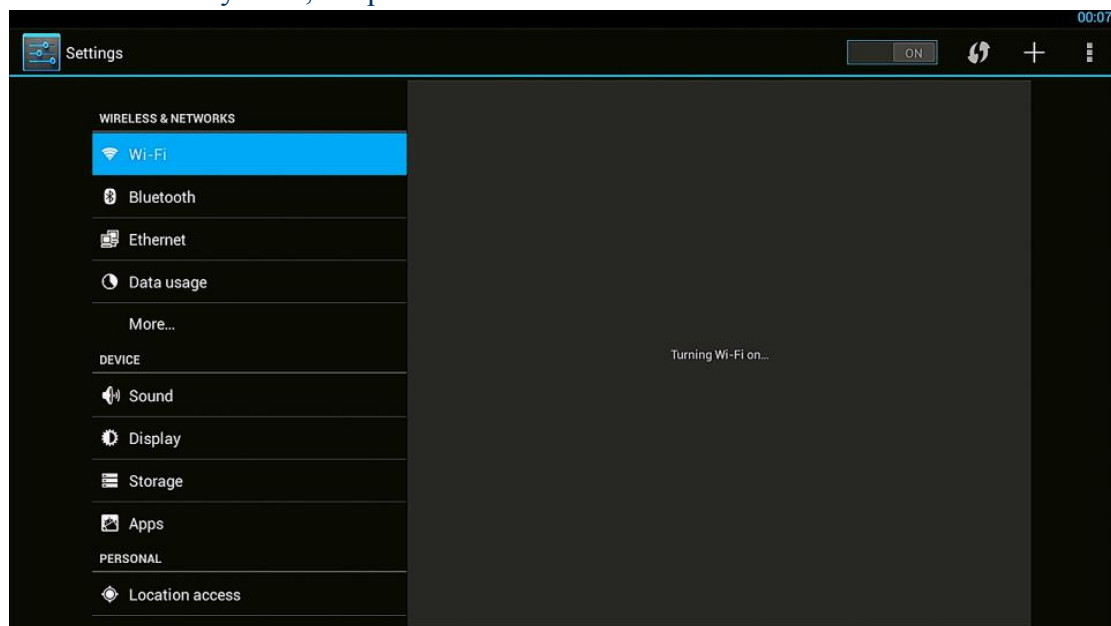 00:07
Settings
ON
WIRELESS & NETWORKS
Wi-Fi
Bluetooth
Ethernet
Data usage
More...
Turning Wi-Fi on...
DEVICE
Sound
Display
Storage
Apps
PERSONAL
Location access